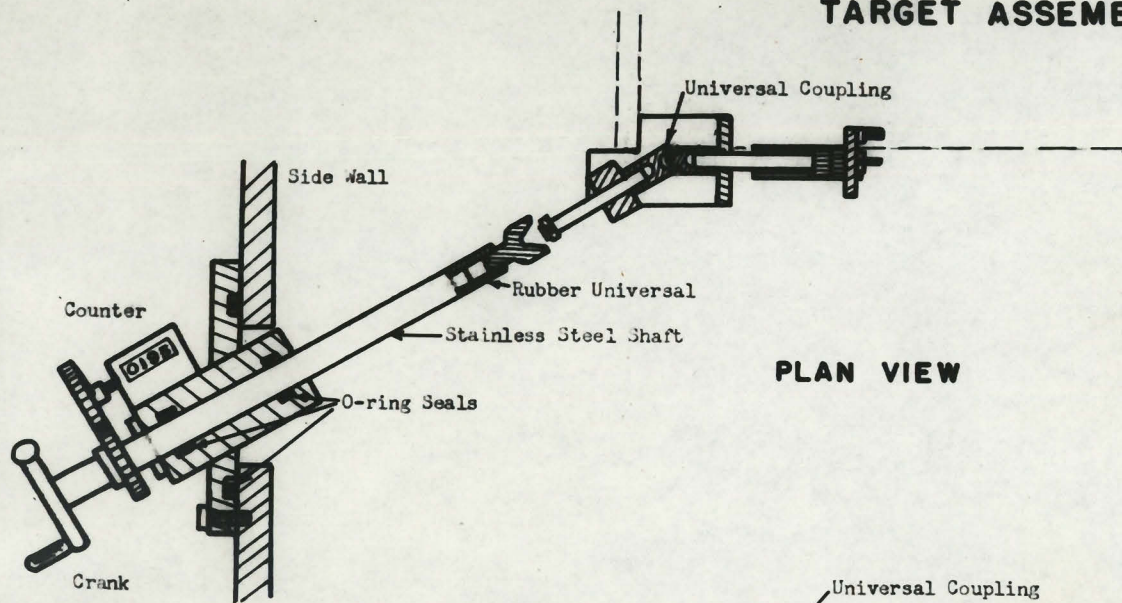 TARGET ASSEMB
Universal Coupling
Side Wall
Rubber Universal
Counter
Stainless Steel Shaft
PLAN VIEW
O-ring Seals
Crank
Universal Coupling